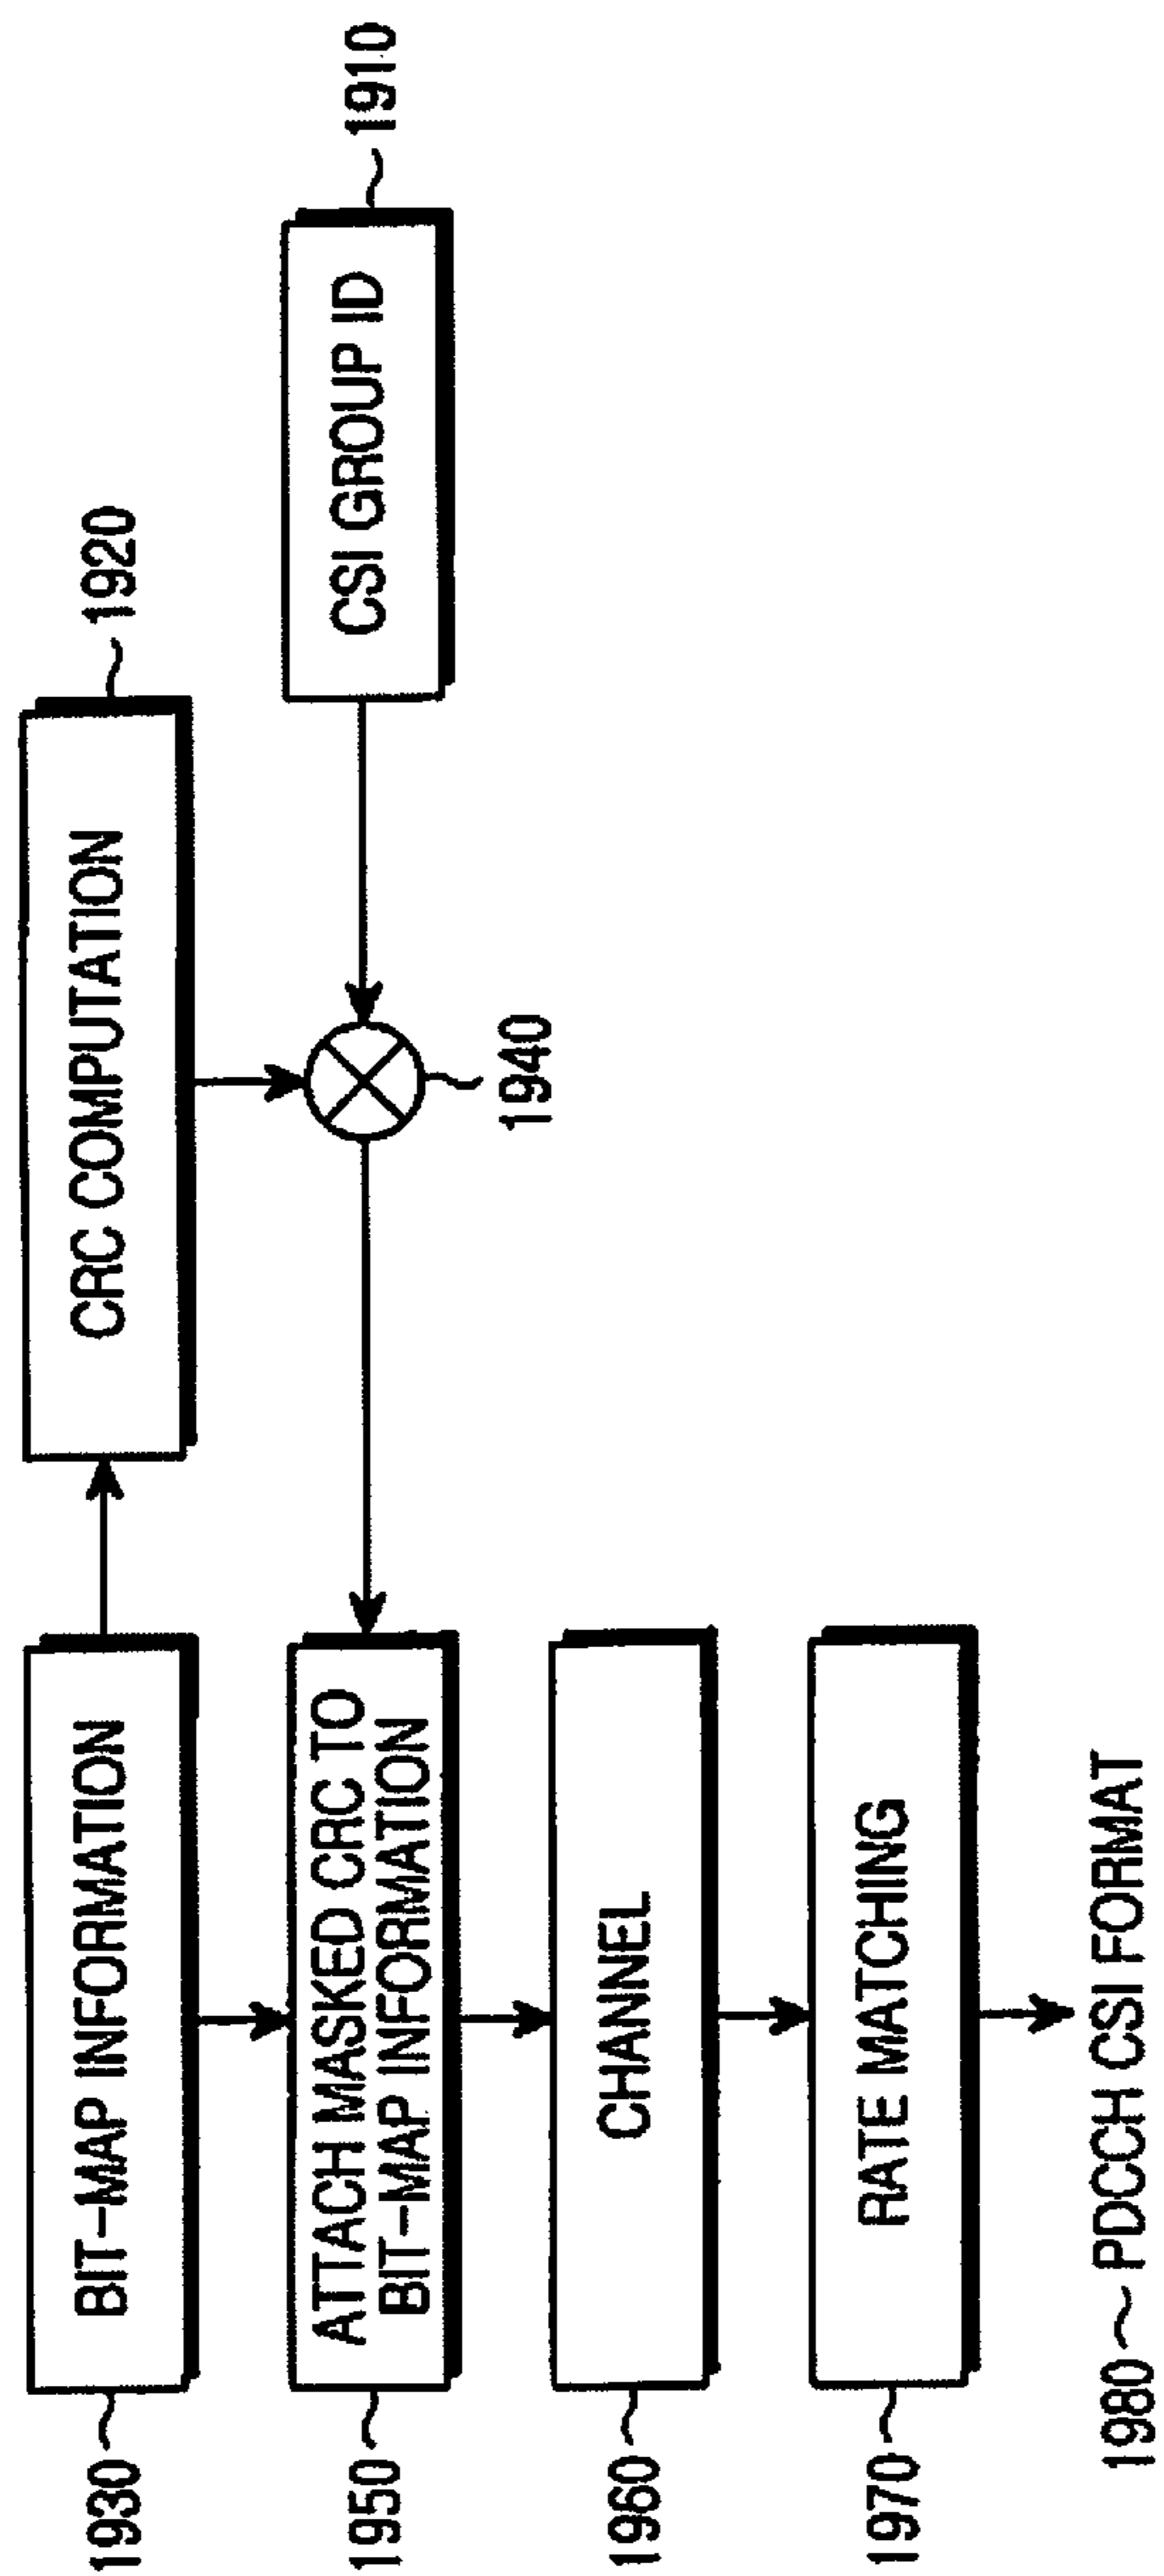 1930
BIT-MAP INFORMATION
CRC COMPUTATION
1920
1950
ATTACH MASKED CRC TO
BIT-MAP INFORMATION
1940
CSI GROUP ID
1910
1960
CHANNEL
1970
RATE MATCHING
1980
PDCCH CSI FORMAT